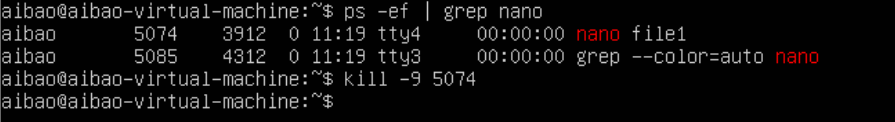 aibao@aibao-virtual-machine:~$ ps -ef | grep nano
aibao       5074    3912  0 11:19 tty4     00:00:00 nano file1
aibao       5085    4312  0 11:19 tty3     00:00:00 grep --color=auto nano
aibao@aibao-virtual-machine:~$ kill -9 5074
aibao@aibao-virtual-machine:~$